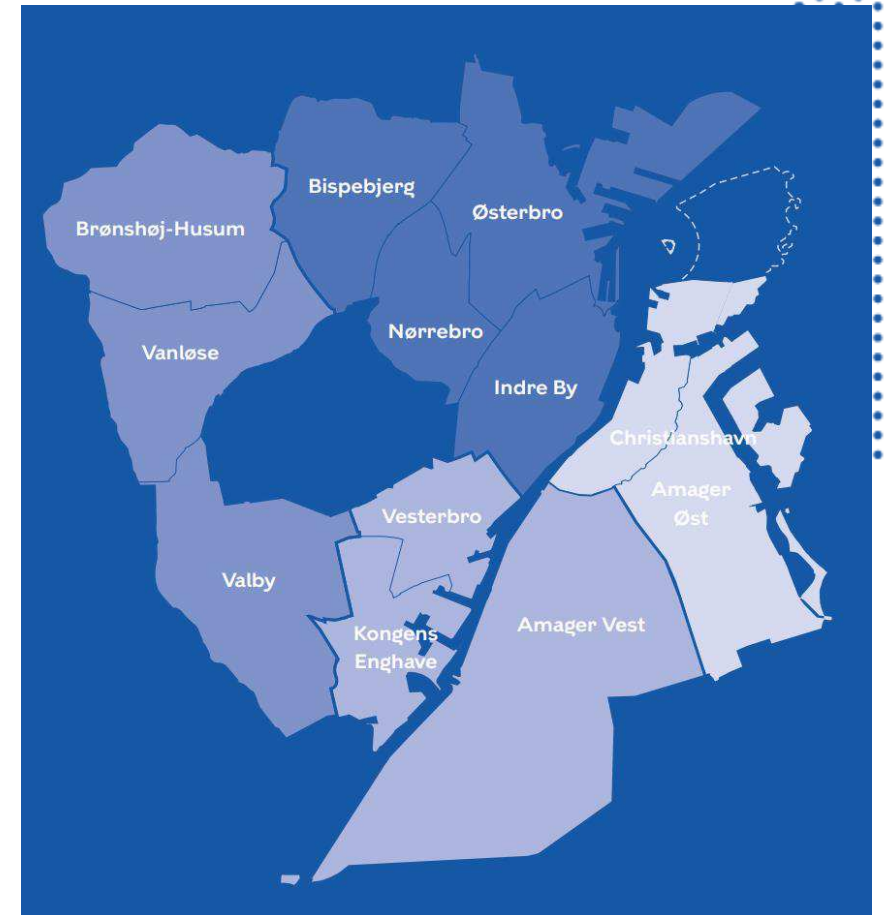 Bispebjerg
Østerbro
Brønshøj-Husum
Nørrebro
Vanløse
Indre By
Christianshavn
Amager
Øst
Vesterbro
Valby
Kongens
Enghave
Amager Vest